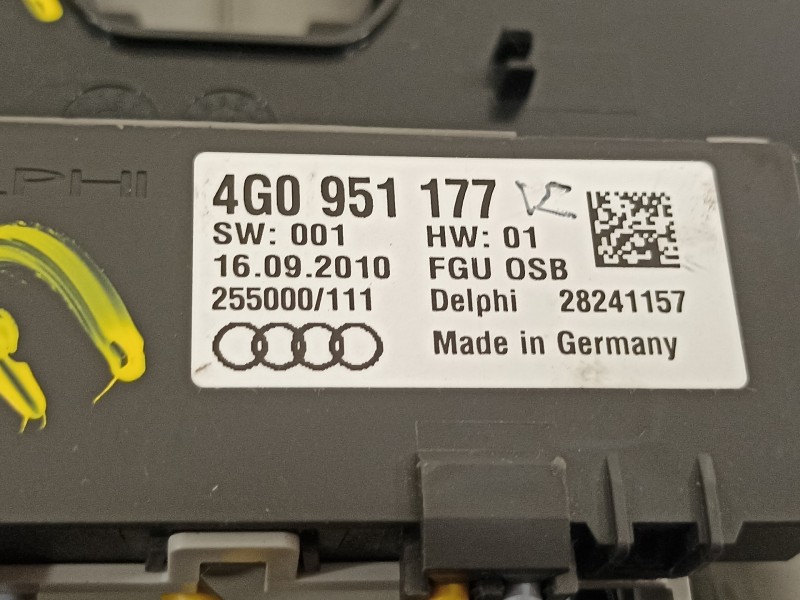 LPHI
4G0 951 177
SW: 001 HW: 01
16.09.2010 FGU OSB
255000/111 Delphi 28241157
Made in Germany